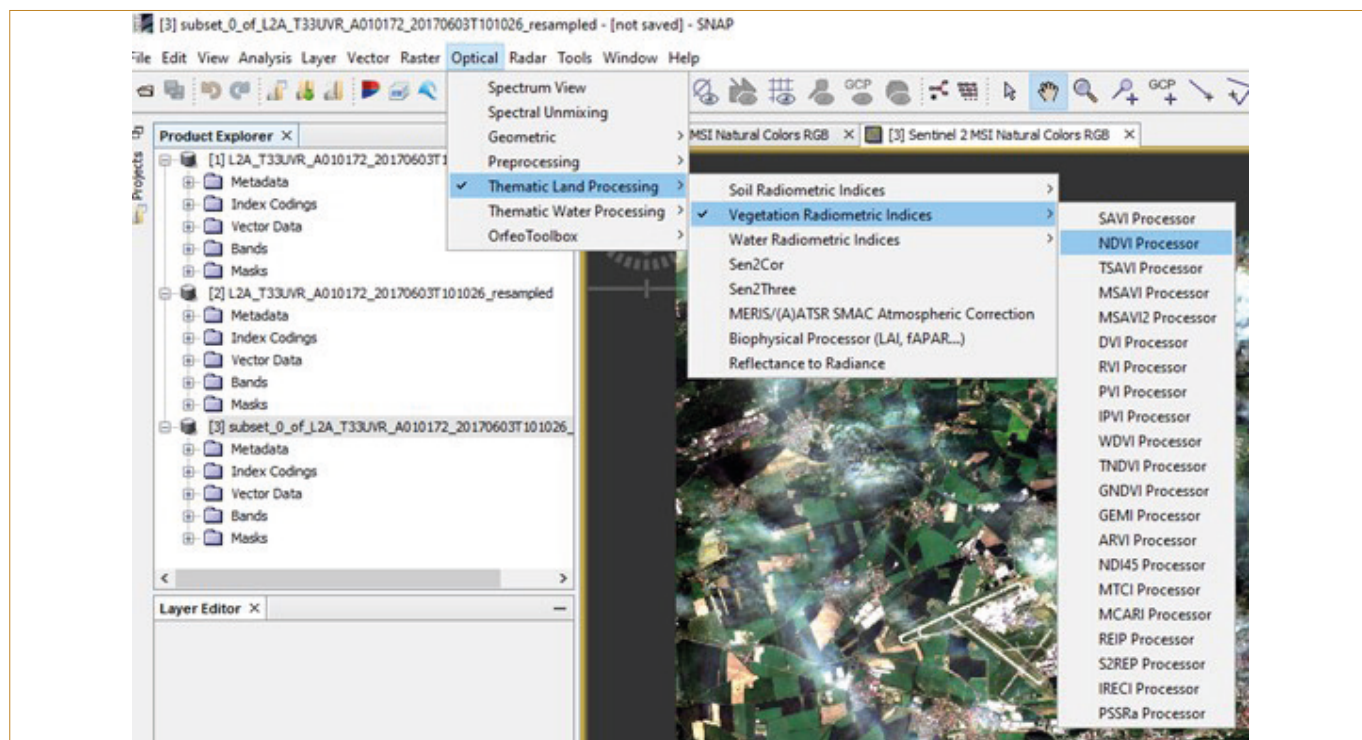 [3] subset_0_of_L2A_T33UVR_A010172_20170603T101026_resampled - [not saved] - SNAP
File Edit View Analysis Layer Vector Raster Optical Radar Tools Window Help
GCP
GCP
Spectrum View
Spectral Unmixing
Geometric
Preprocessing
Thematic Land Processing
Thematic Water Processing
OrfeoToolbox
Projects
Product Explorer
MSI Natural Colors RGB
[3] Sentinel 2 MSI Natural Colors RGB
[1] L2A_T33UVR_A010172_20170603T1
Metadata
Index Codings
Vector Data
Bands
Masks
[2] L2A_T33UVR_A010172_20170603T101026_resampled
Metadata
Index Codings
Vector Data
Bands
Masks
[3] subset_0_of_L2A_T33UVR_A010172_20170603T101026_
Metadata
Index Codings
Vector Data
Bands
Masks
Layer Editor
Soil Radiometric Indices
Vegetation Radiometric Indices
Water Radiometric Indices
Sen2Cor
Sen2Three
MERIS/(A)ATSR SMAC Atmospheric Correction
Biophysical Processor (LAI, fAPAR...)
Reflectance to Radiance
SAVI Processor
NDVI Processor
TSAVI Processor
MSAVI Processor
MSAVI2 Processor
DVI Processor
RVI Processor
PVI Processor
IPVI Processor
WDVI Processor
TNDVI Processor
GNDVI Processor
GEMI Processor
ARVI Processor
NDI45 Processor
MTCI Processor
MCARI Processor
REIP Processor
S2REP Processor
IRECI Processor
PSSRa Processor